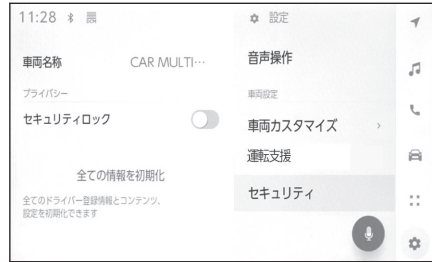 11:28
設定
車両名称 CAR MULTI…
プライバシー
セキュリティロック
全ての情報を初期化
全てのドライバー登録情報とコンテンツ、
設定を初期化できます
音声操作
車両設定
車両カスタマイズ
運転支援
セキュリティ